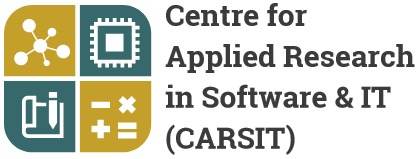 Centre for
Applied Research
in Software & IT
(CARSIT)